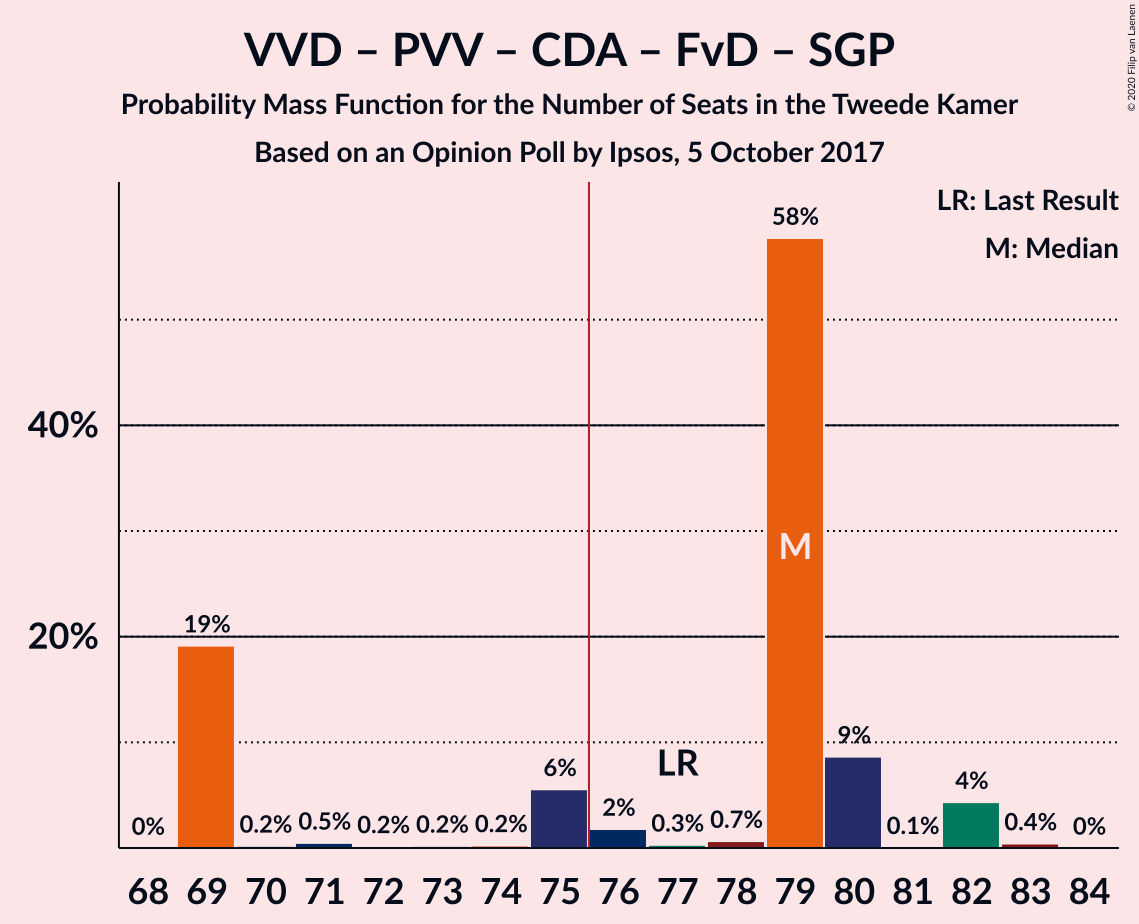 VVD – PVV – CDA – FvD – SGP
Probability Mass Function for the Number of Seats in the Tweede Kamer
Based on an Opinion Poll by Ipsos, 5 October 2017
© 2020 Filip van Laenen
LR: Last Result
M: Median
40%
20%
0%
19%
0.2%
0.5%
0.2%
0.2%
0.2%
6%
2%
0.3%
0.7%
58%
9%
0.1%
4%
0.4%
0%
LR
M
68 69 70 71 72 73 74 75 76 77 78 79 80 81 82 83 84